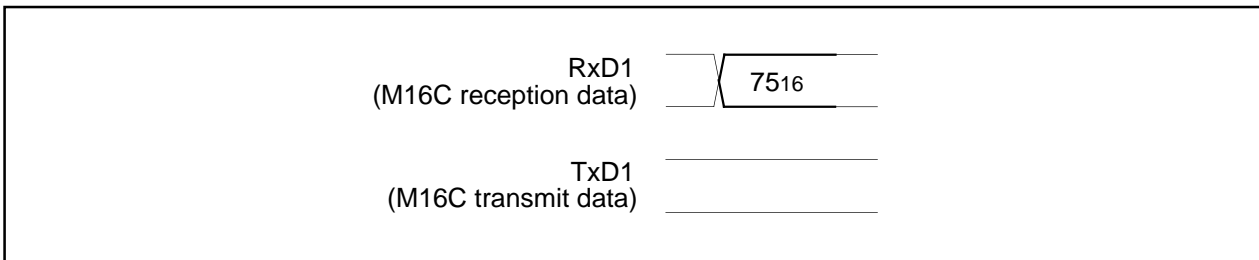 RxD1
(M16C reception data)
7516
TxD1
(M16C transmit data)